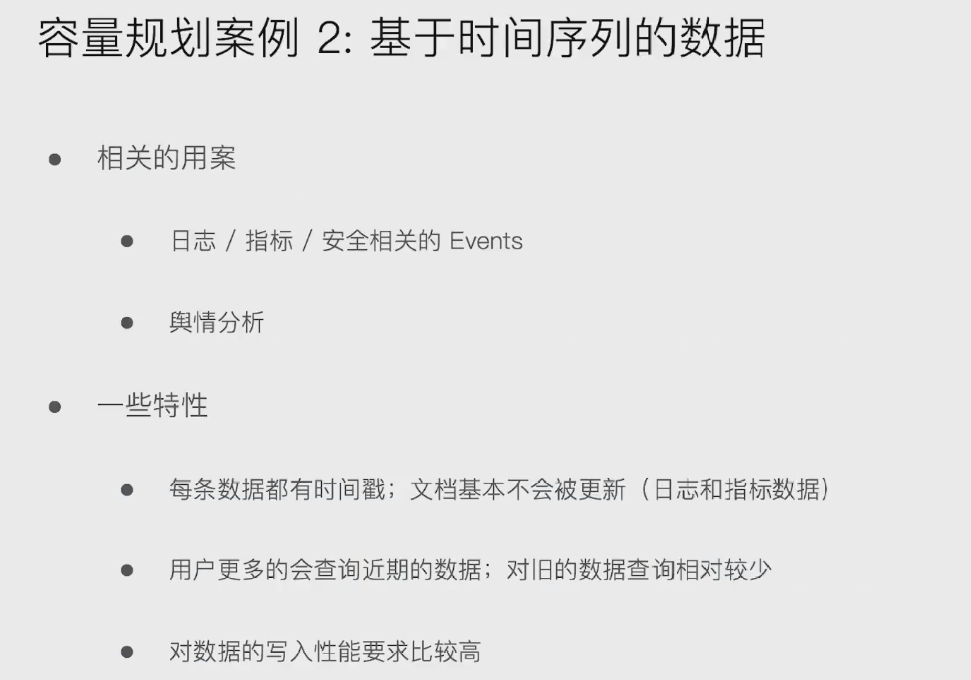 容量规划案例 2: 基于时间序列的数据
● 相关的用案
● 日志 / 指标 / 安全相关的 Events
● 舆情分析
● 一些特性
● 每条数据都有时间戳；文档基本不会被更新（日志和指标数据）
● 用户更多的会查询近期的数据；对旧的数据查询相对较少
● 对数据的写入性能要求比较高